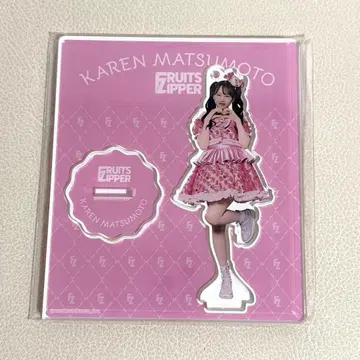 KAREN MATSUMOTO
FRUITS
ZIPPER
FRUITS
ZIPPER
KAREN MATSUMOTO